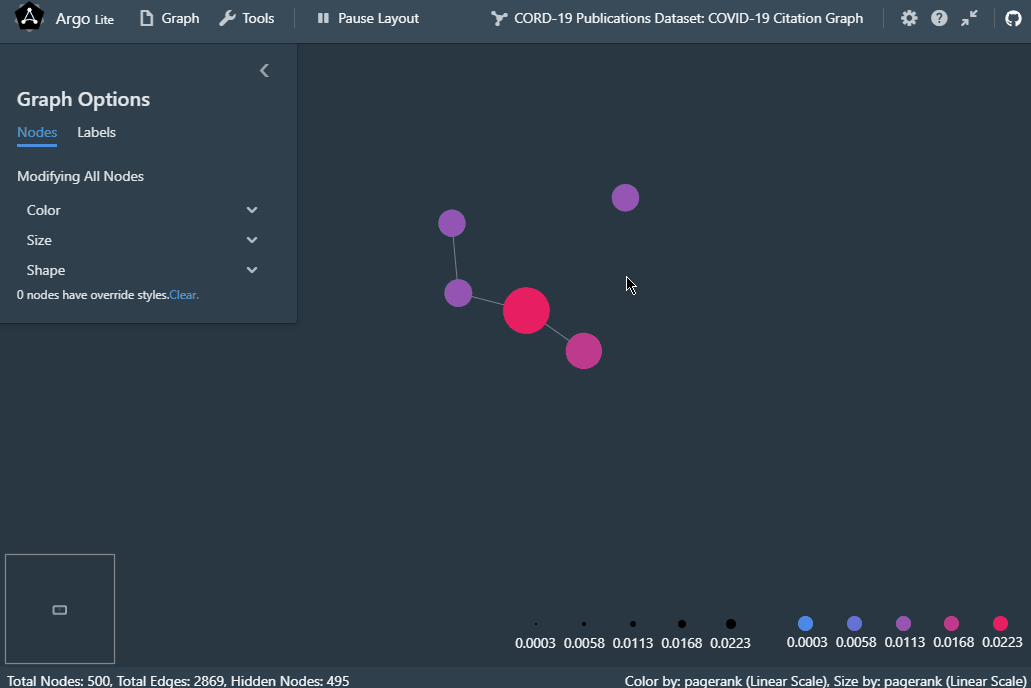 Argo Lite Graph Tools Pause Layout CORD-19 Publications Dataset: COVID-19 Citation Graph
Graph Options
Nodes Labels
Modifying All Nodes
Color
Size
Shape
0 nodes have override styles.Clear.
0.0003 0.0058 0.0113 0.0168 0.0223 0.0003 0.0058 0.0113 0.0168 0.0223
Total Nodes: 500, Total Edges: 2869, Hidden Nodes: 495 Color by: pagerank (Linear Scale), Size by: pagerank (Linear Scale)